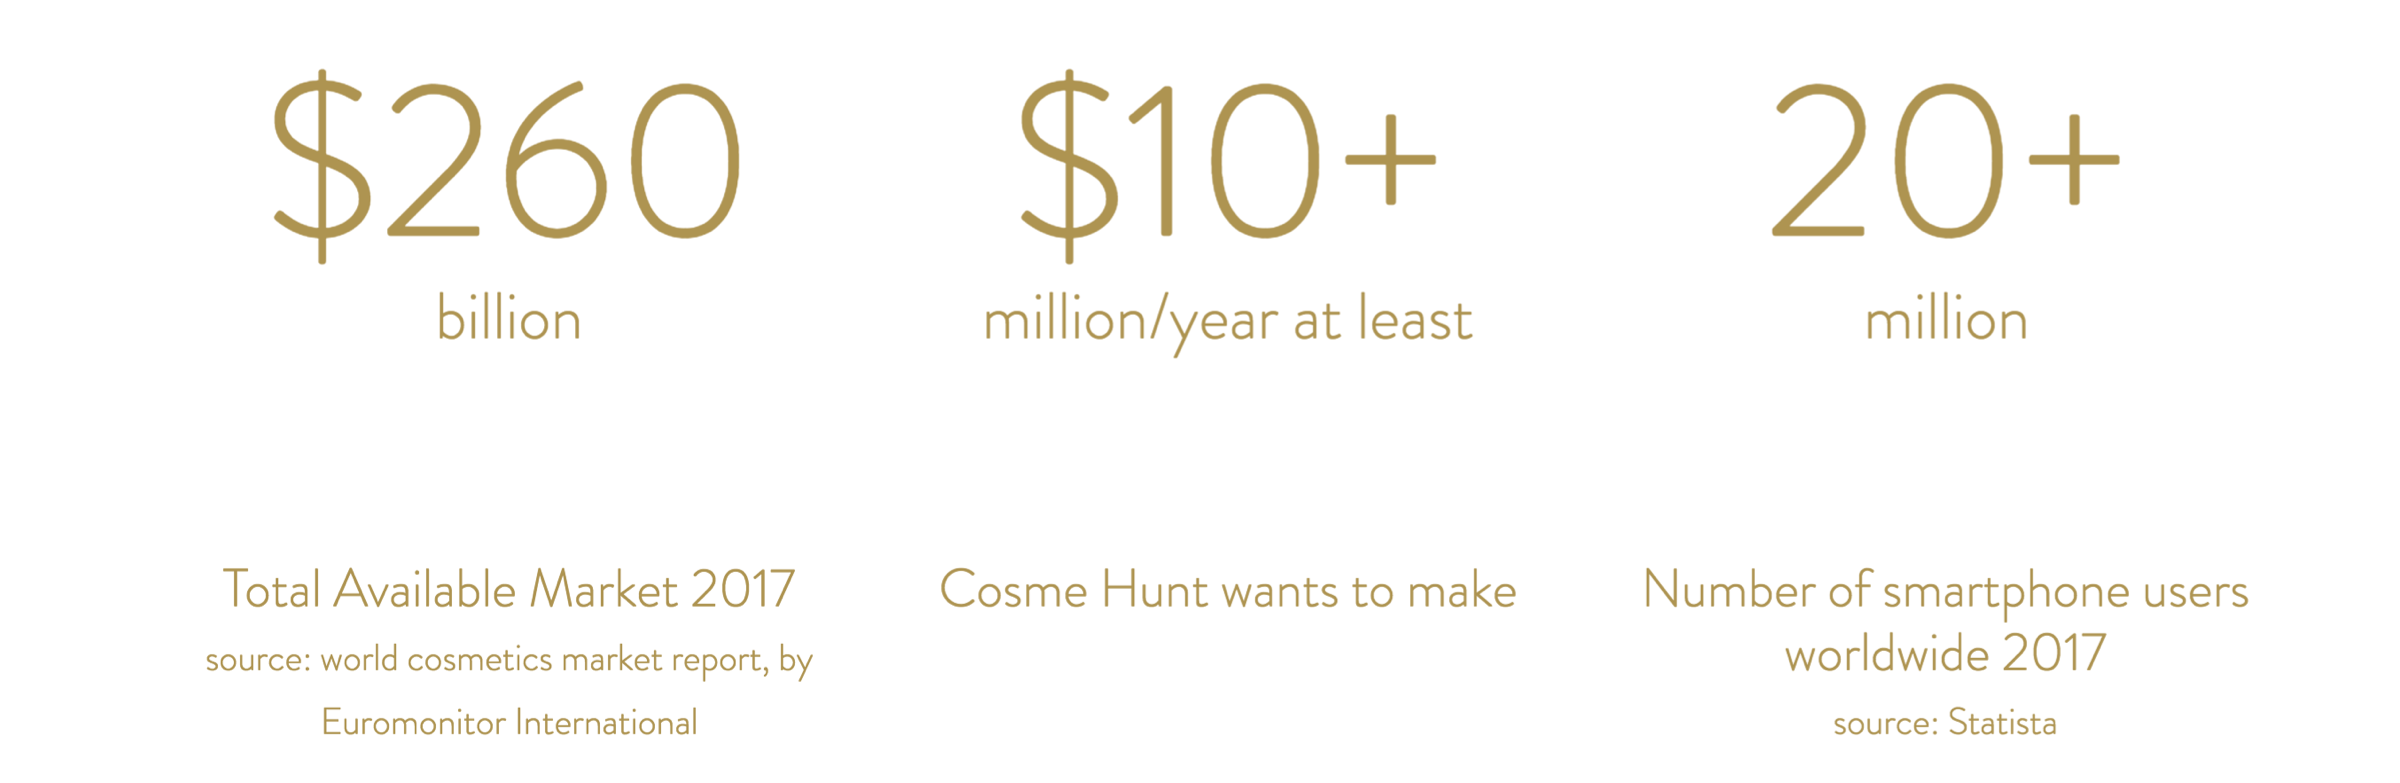 $260
billion
Total Available Market 2017
source: world cosmetics market report, by
Euromonitor International
$10+
million/year at least
Cosme Hunt wants to make
20+
million
Number of smartphone users
worldwide 2017
source: Statista